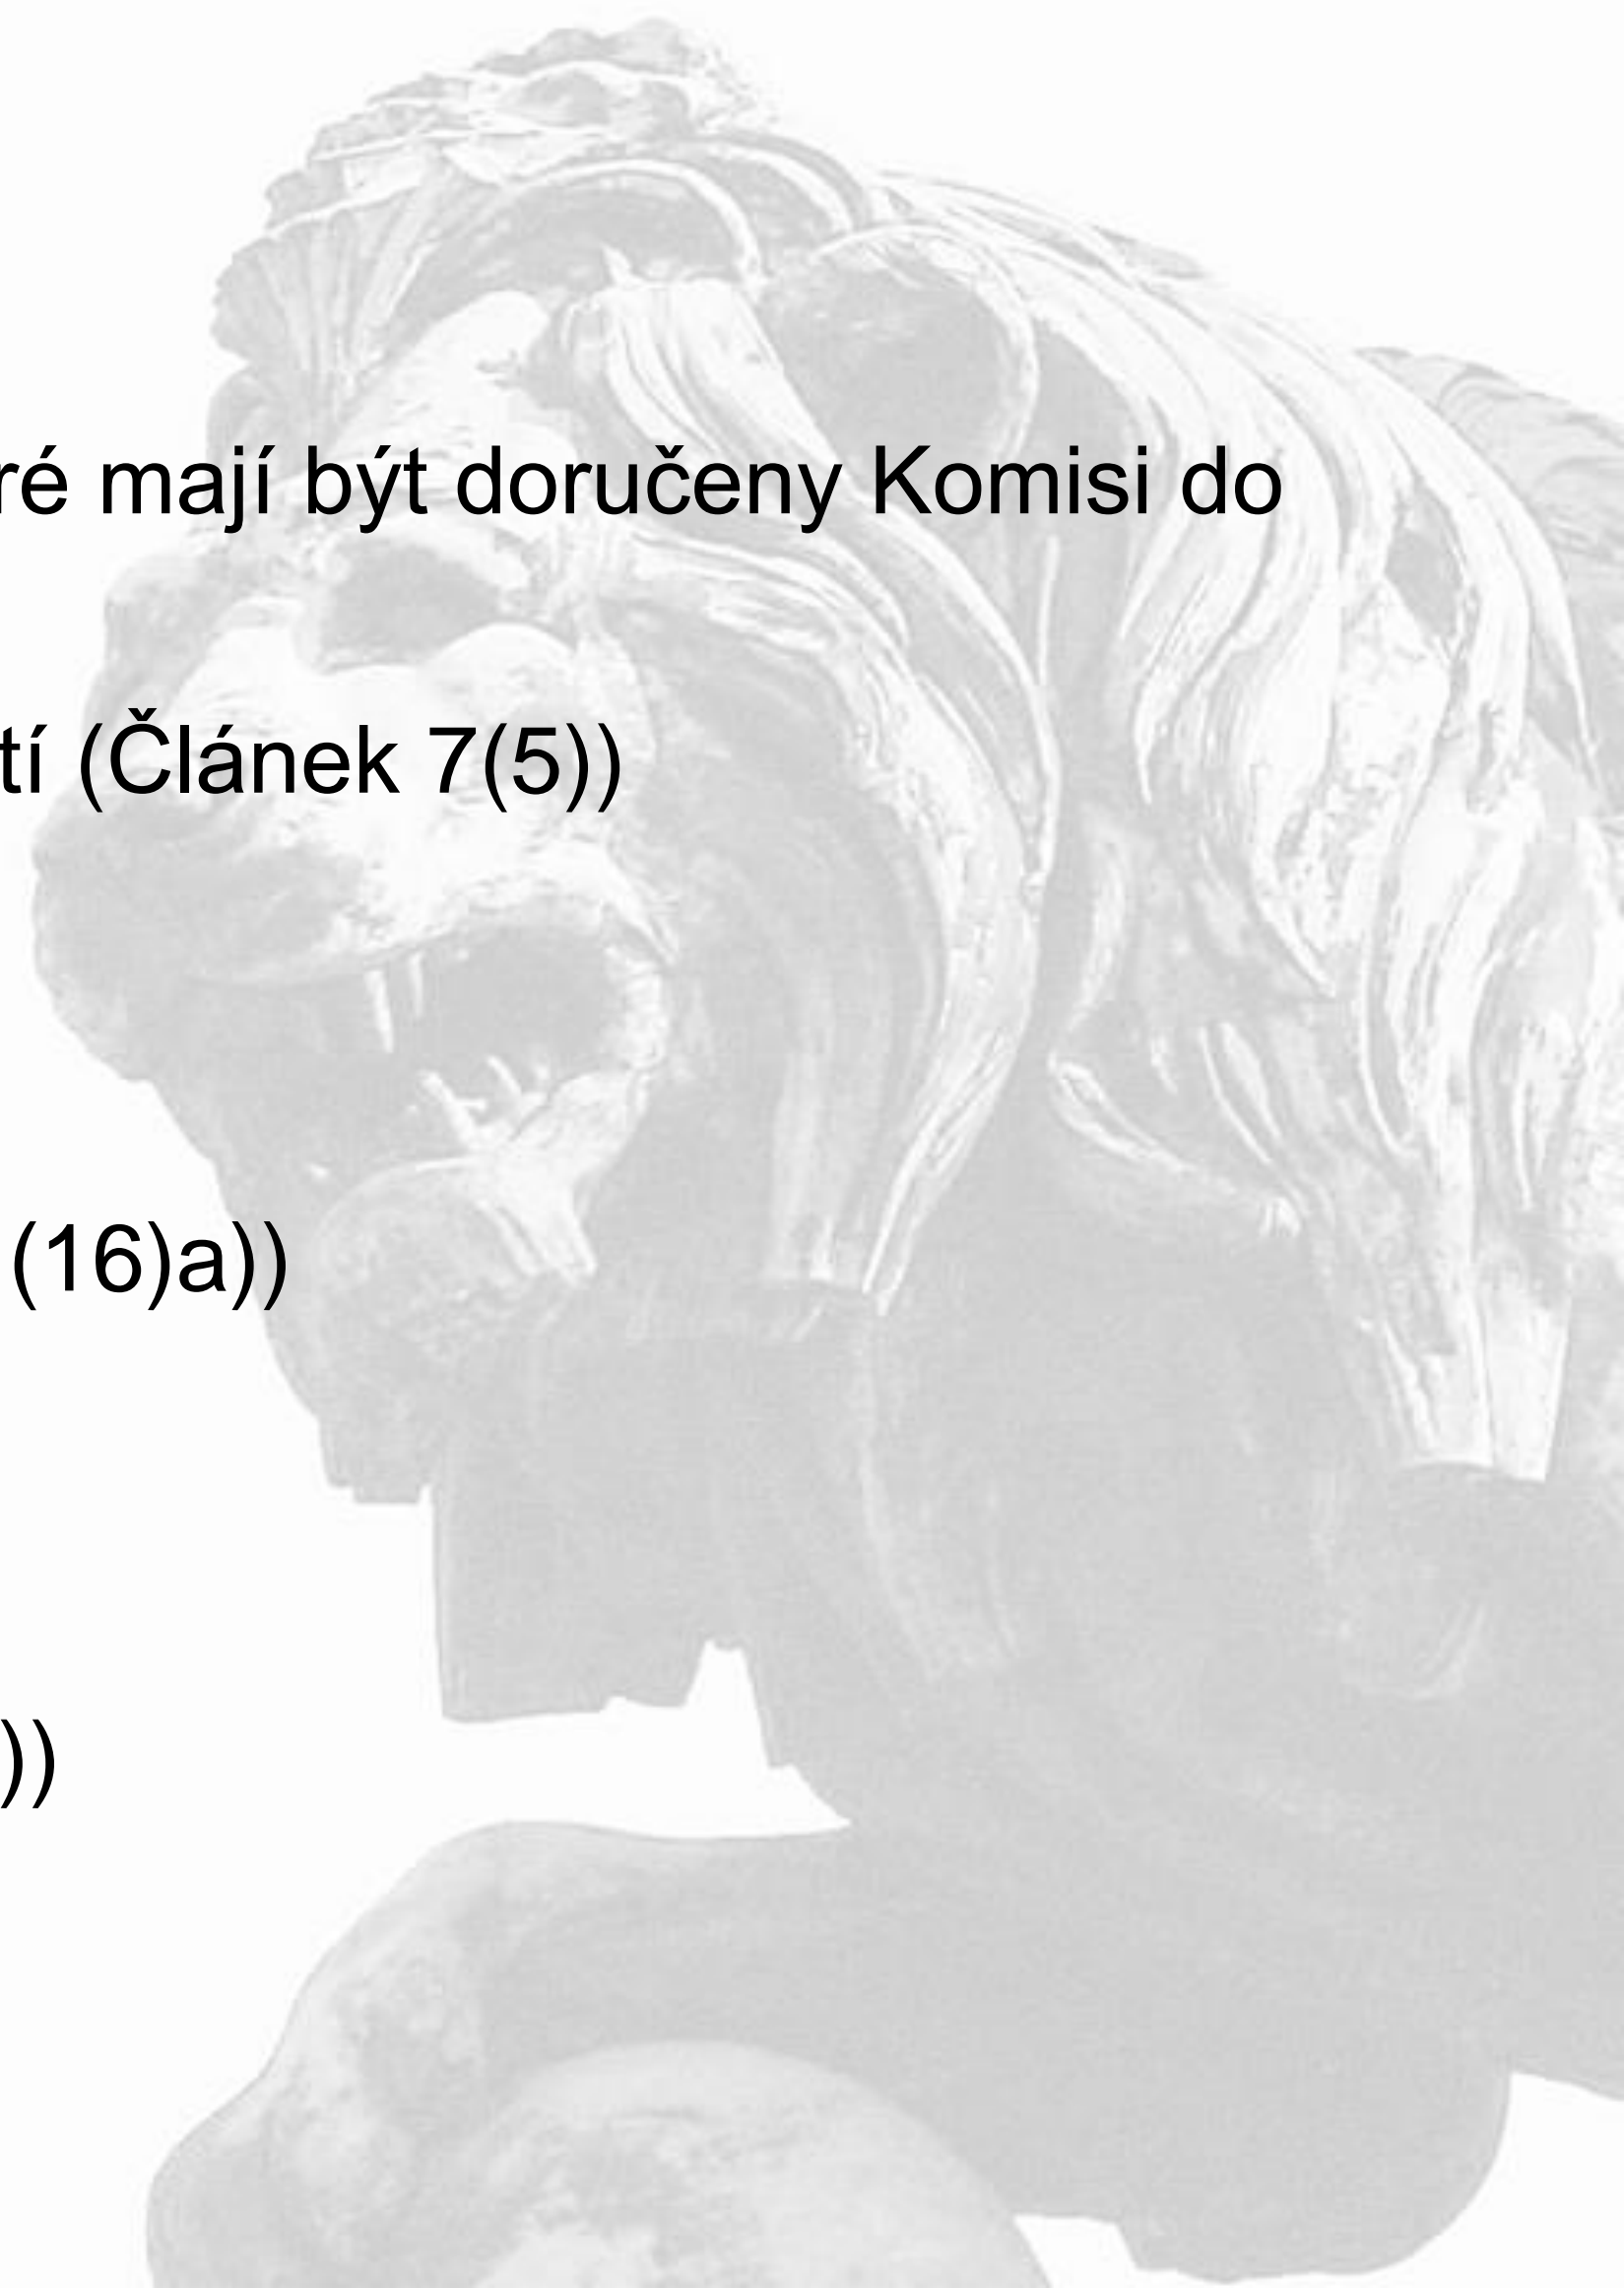 ré mají být doručeny Komisi do
tí (Článek 7(5))
(16)a))
))